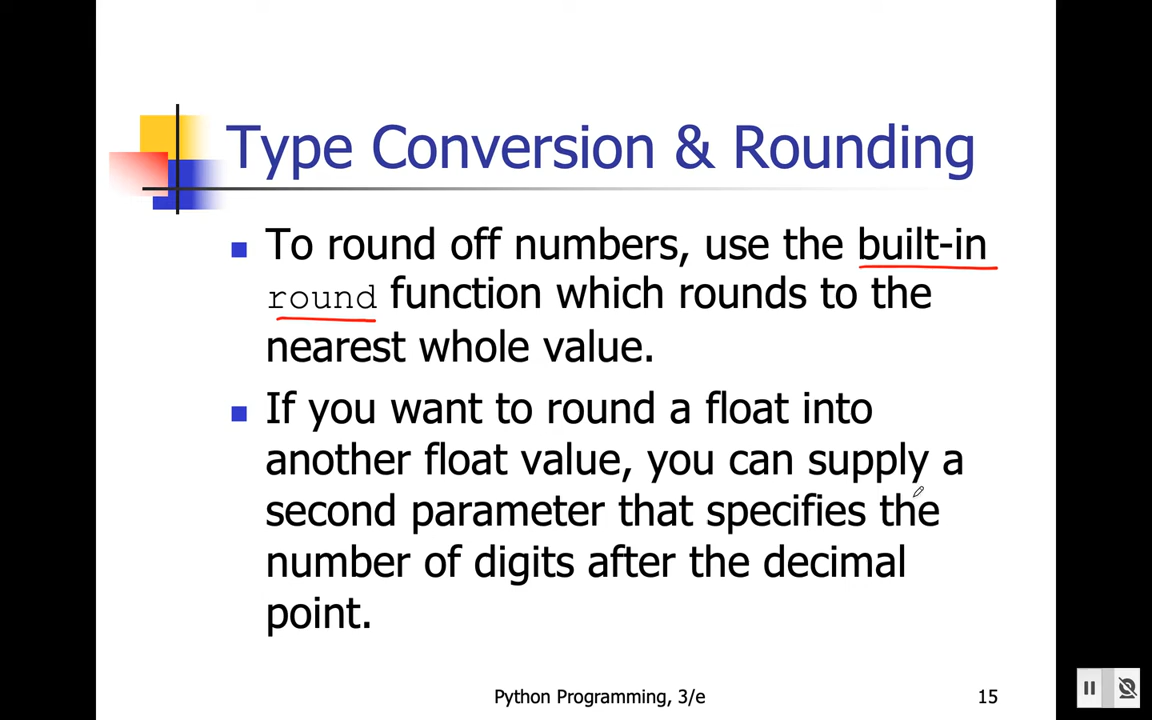 Type Conversion & Rounding
To round off numbers, use the built-in
round function which rounds to the
nearest whole value.
If you want to round a float into
another float value, you can supply a
second parameter that specifies the
number of digits after the decimal
point.
Python Programming, 3/e
15